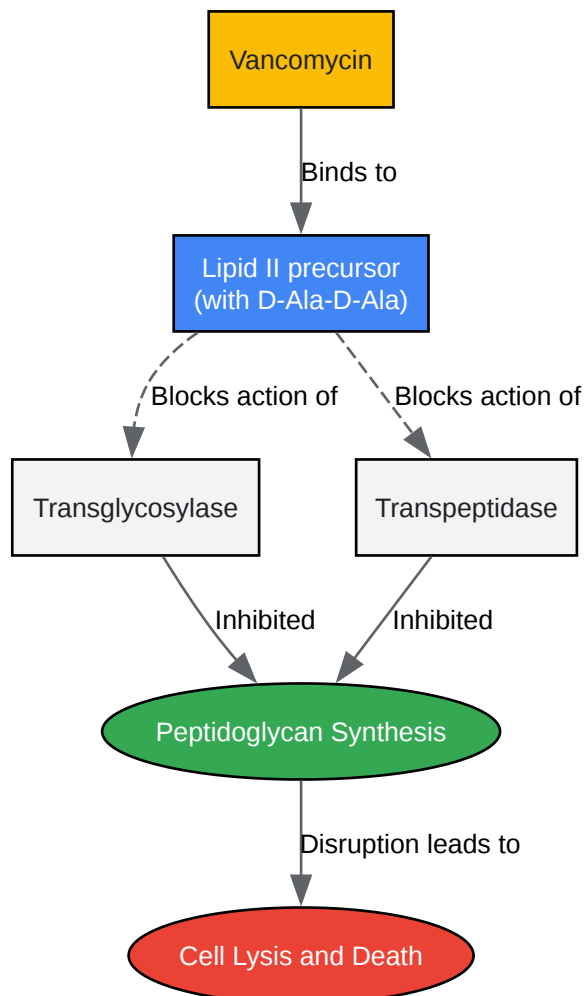 Vancomycin
Binds to
Lipid II precursor
(with D-Ala-D-Ala)
Blocks action of
Blocks action of
Transglycosylase
Transpeptidase
Inhibited
Inhibited
Peptidoglycan Synthesis
Disruption leads to
Cell Lysis and Death